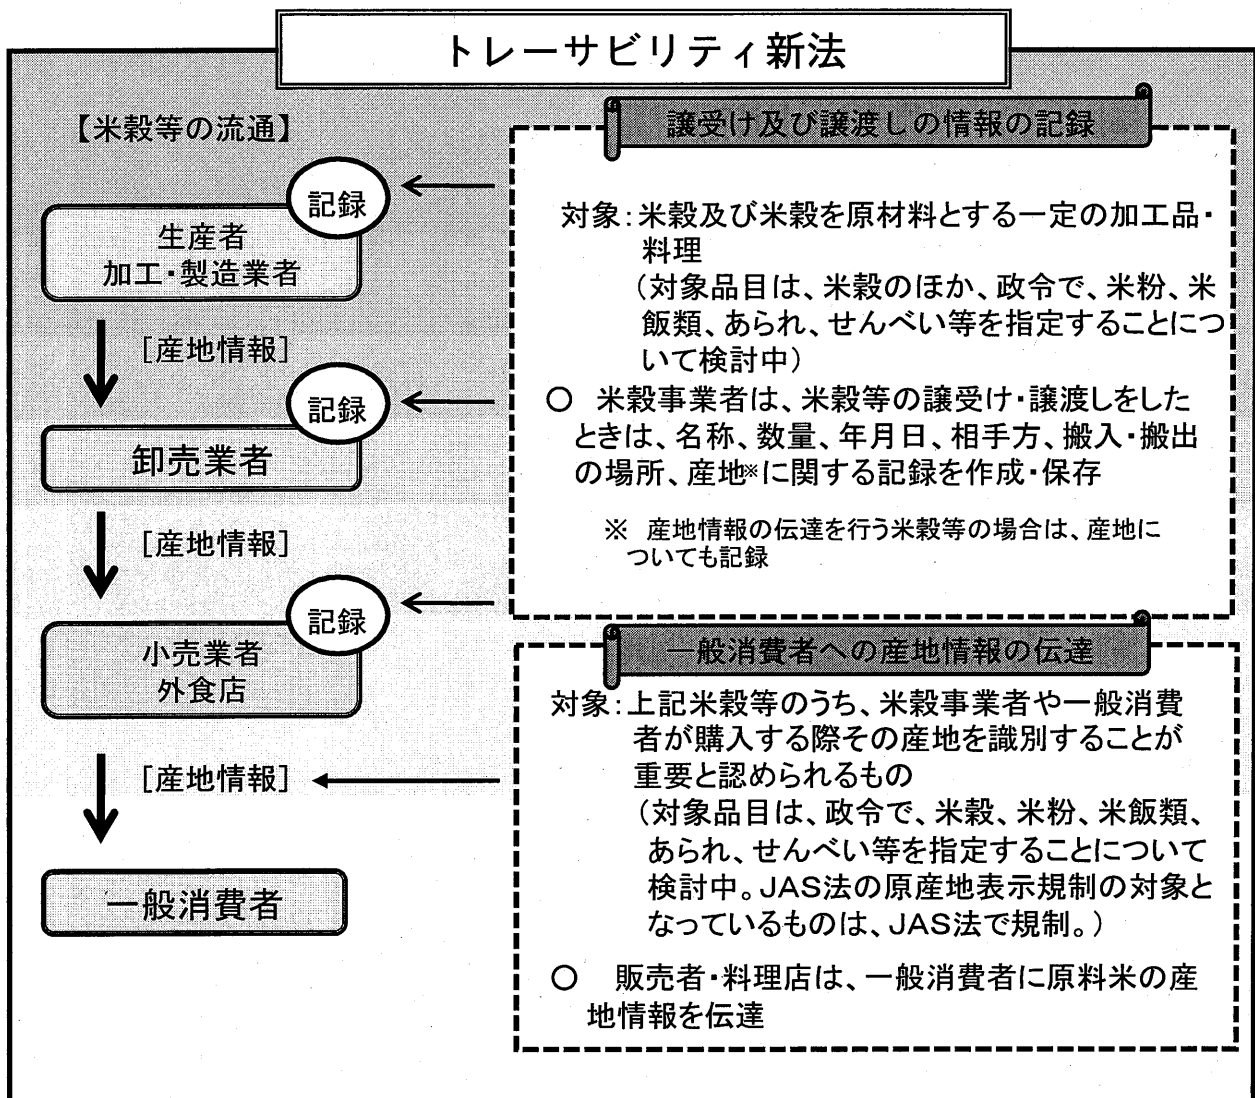 トレーサビリティ新法
【米穀等の流通】
記録
生産者
加工・製造業者
[産地情報]
記録
卸売業者
[産地情報]
記録
小売業者
外食店
[産地情報]
一般消費者
譲受け及び譲渡しの情報の記録
対象:米穀及び米穀を原材料とする一定の加工品・
料理
(対象品目は、米穀のほか、政令で、米粉、米
飯類、あられ、せんべい等を指定することにつ
いて検討中)
○ 米穀事業者は、米穀等の譲受け・譲渡しをした
ときは、名称、数量、年月日、相手方、搬入・搬出
の場所、産地※に関する記録を作成・保存
※ 産地情報の伝達を行う米穀等の場合は、産地に
ついても記録
一般消費者への産地情報の伝達
対象:上記米穀等のうち、米穀事業者や一般消費
者が購入する際その産地を識別することが
重要と認められるもの
(対象品目は、政令で、米穀、米粉、米飯類、
あられ、せんべい等を指定することについて
検討中。JAS法の原産地表示規制の対象と
なっているものは、JAS法で規制。)
○ 販売者・料理店は、一般消費者に原料米の産
地情報を伝達